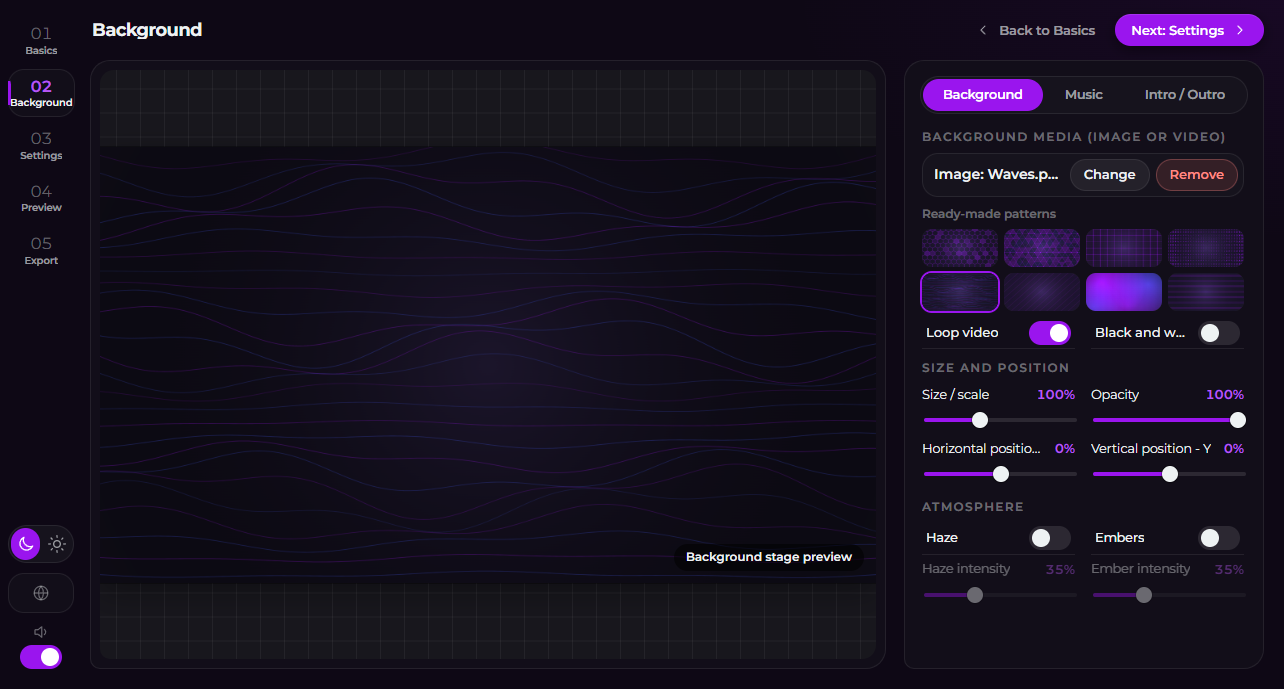 01
Basics
02
Background
03
Settings
04
Preview
05
Export
Background
Back to Basics
Next: Settings
Background stage preview
Background
Music
Intro / Outro
BACKGROUND MEDIA (IMAGE OR VIDEO)
Image: Waves.p...
Change
Remove
Ready-made patterns
Loop video
Black and w...
SIZE AND POSITION
Size / scale 100%
Opacity 100%
Horizontal positio... 0%
Vertical position - Y 0%
ATMOSPHERE
Haze
Embers
Haze intensity 35%
Ember intensity 35%